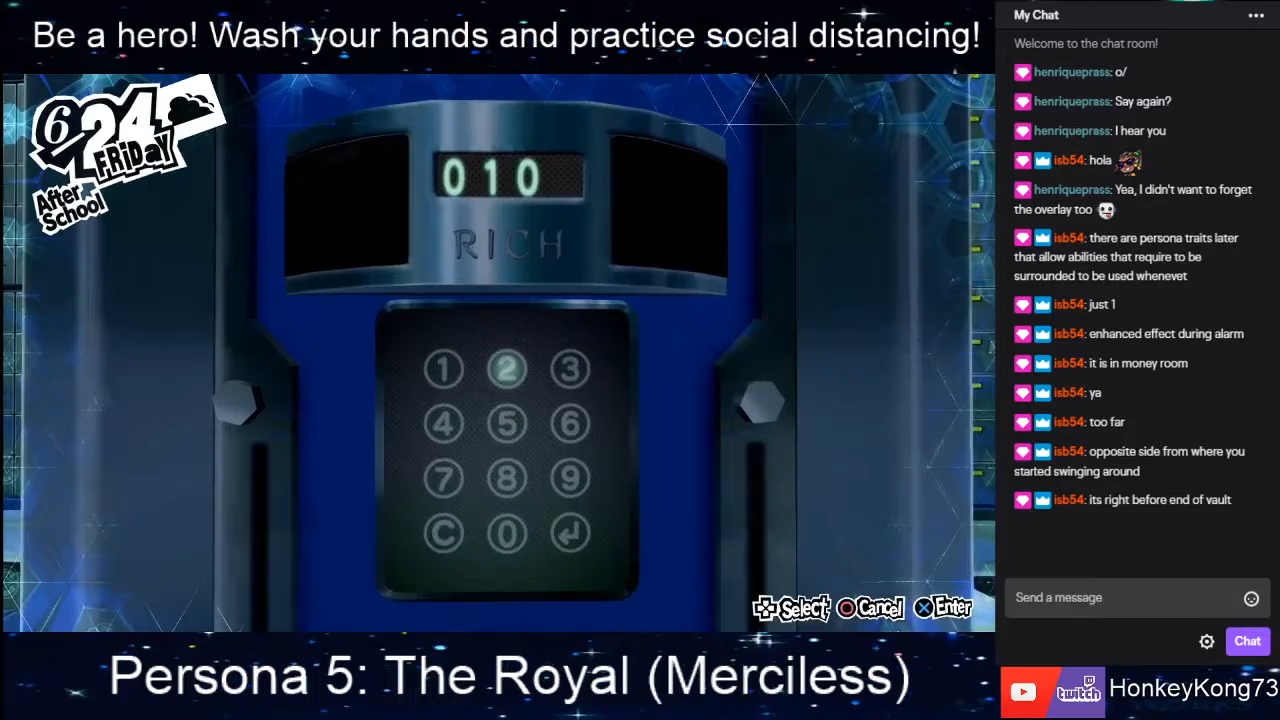 Be a hero! Wash your hands and practice social distancing!
6/24
FRiDaY
After
School
010
RICH
1 2 3
4 5 6
7 8 9
C 0
Select Cancel Enter
Persona 5: The Royal (Merciless)
My Chat
Welcome to the chat room!
henriqueprass: o/
henriqueprass: Say again?
henriqueprass: I hear you
isb54: hola
henriqueprass: Yea, I didn't want to forget
the overlay too
isb54: there are persona traits later
that allow abilities that require to be
surrounded to be used whenevet
isb54: just 1
isb54: enhanced effect during alarm
isb54: it is in money room
isb54: ya
isb54: too far
isb54: opposite side from where you
started swinging around
isb54: its right before end of vault
Send a message
Chat
twitch
HonkeyKong73